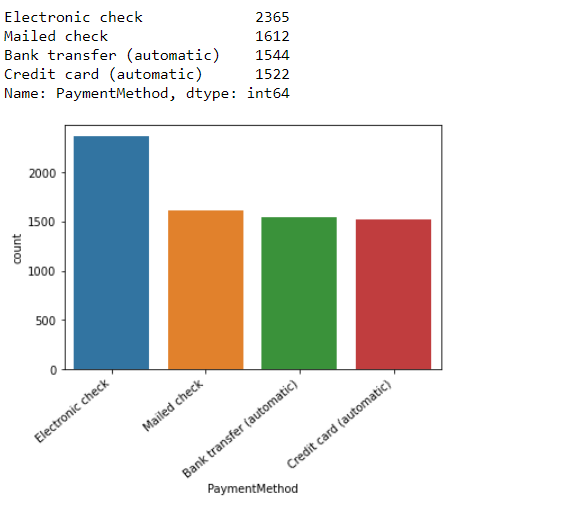 Electronic check 2365
Mailed check 1612
Bank transfer (automatic) 1544
Credit card (automatic) 1522
Name: PaymentMethod, dtype: int64
2000
1500
1000
500
0
count
Electronic check
Mailed check
Bank transfer (automatic)
Credit card (automatic)
PaymentMethod